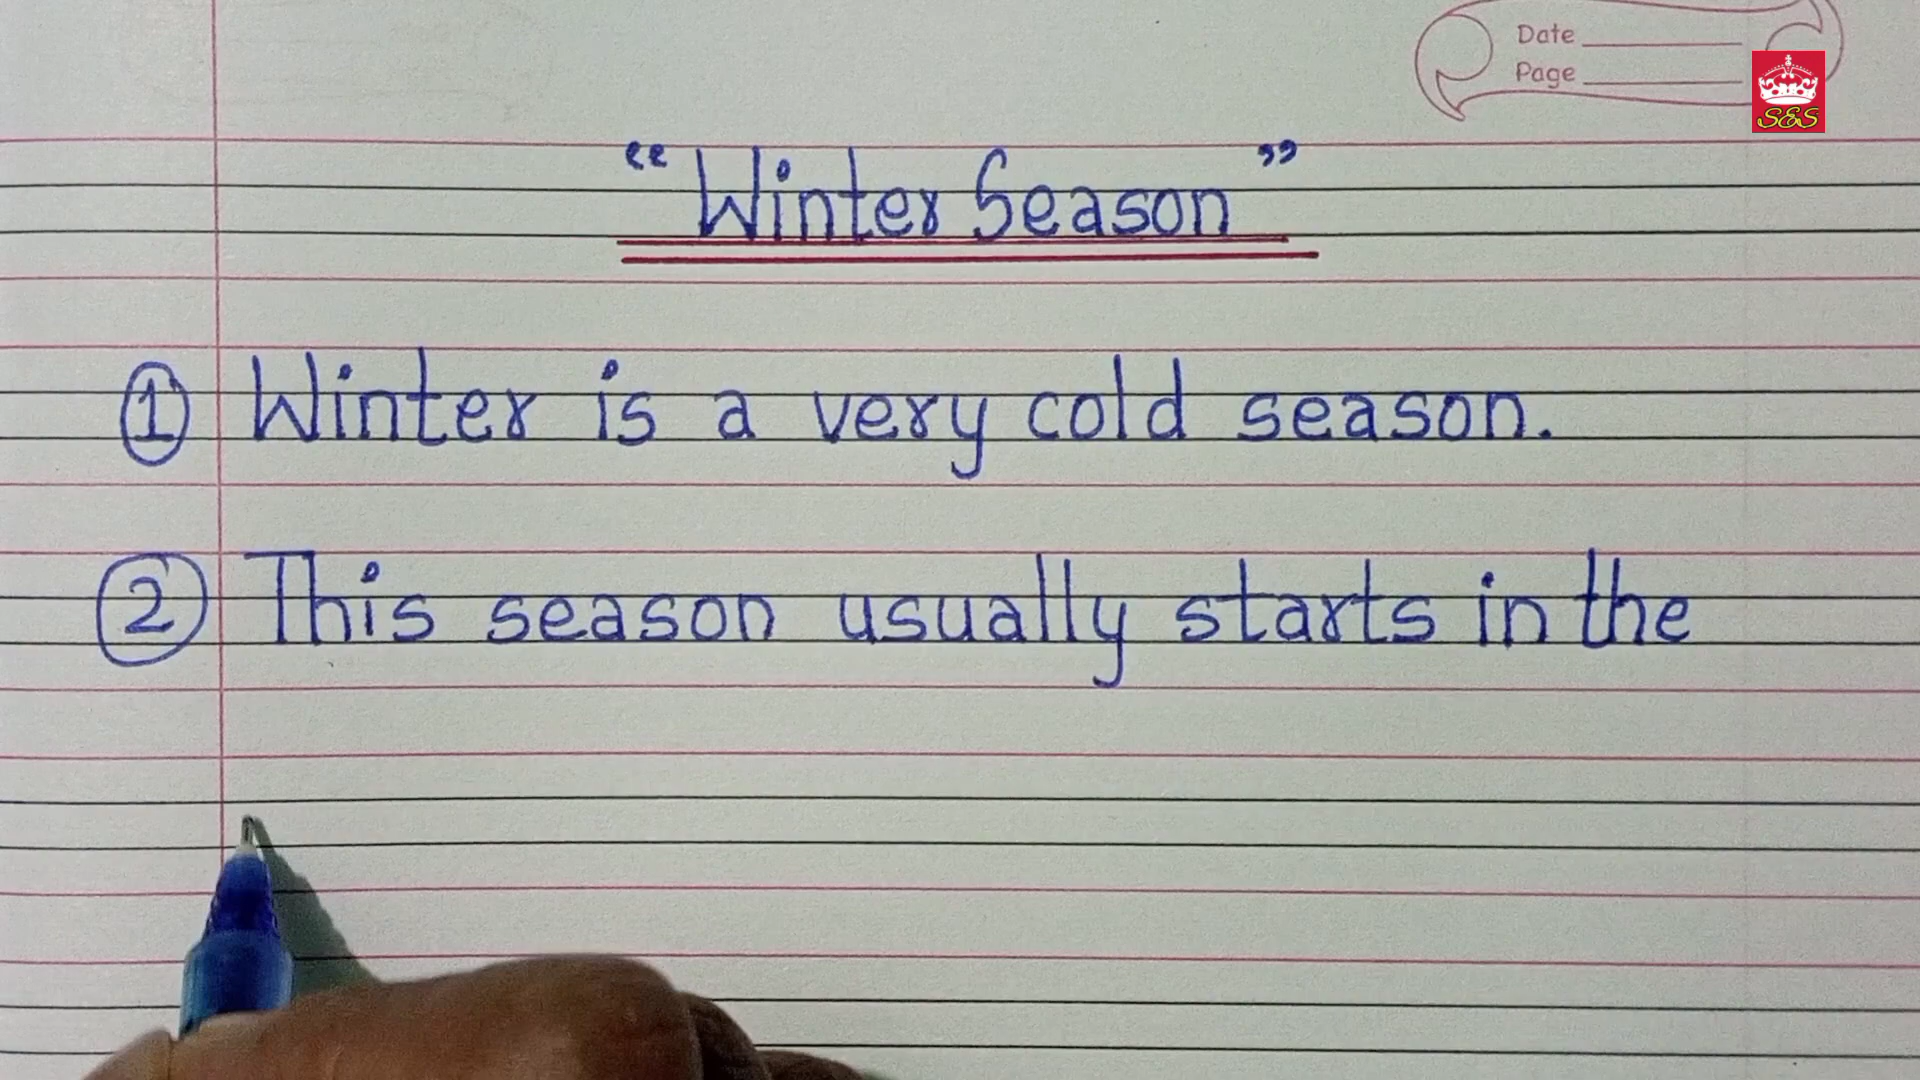 Date
Page
S&S
“Winter Season”
1 Winter is a very cold season.
2 This season usually starts in the